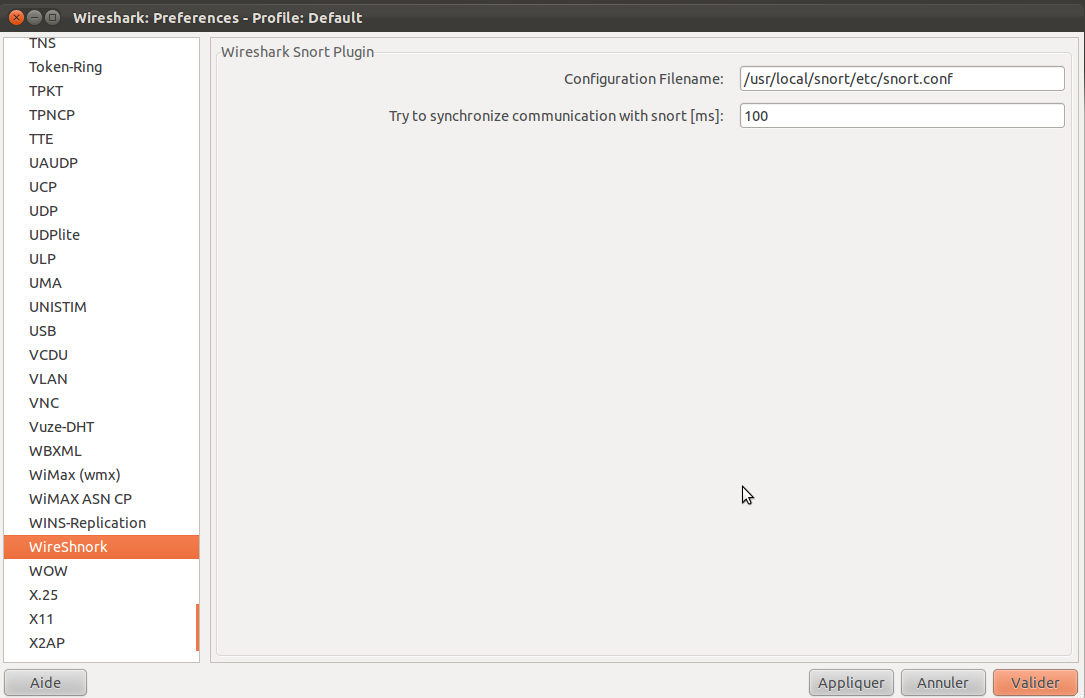 Wireshark: Preferences - Profile: Default
TNS
Token-Ring
TPKT
TPNCP
TTE
UAUDP
UCP
UDP
UDPlite
ULP
UMA
UNISTIM
USB
VCDU
VLAN
VNC
Vuze-DHT
WBXML
WiMax (wmx)
WiMAX ASN CP
WINS-Replication
WireShnork
WOW
X.25
X11
X2AP
Wireshark Snort Plugin
Configuration Filename: /usr/local/snort/etc/snort.conf
Try to synchronize communication with snort [ms]: 100
Aide Appliquer Annuler Valider